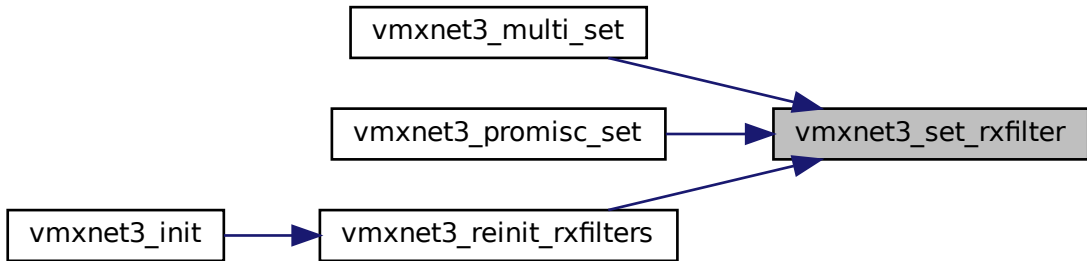 vmxnet3_multi_set
vmxnet3_promisc_set
vmxnet3_set_rxfilter
vmxnet3_init
vmxnet3_reinit_rxfilters